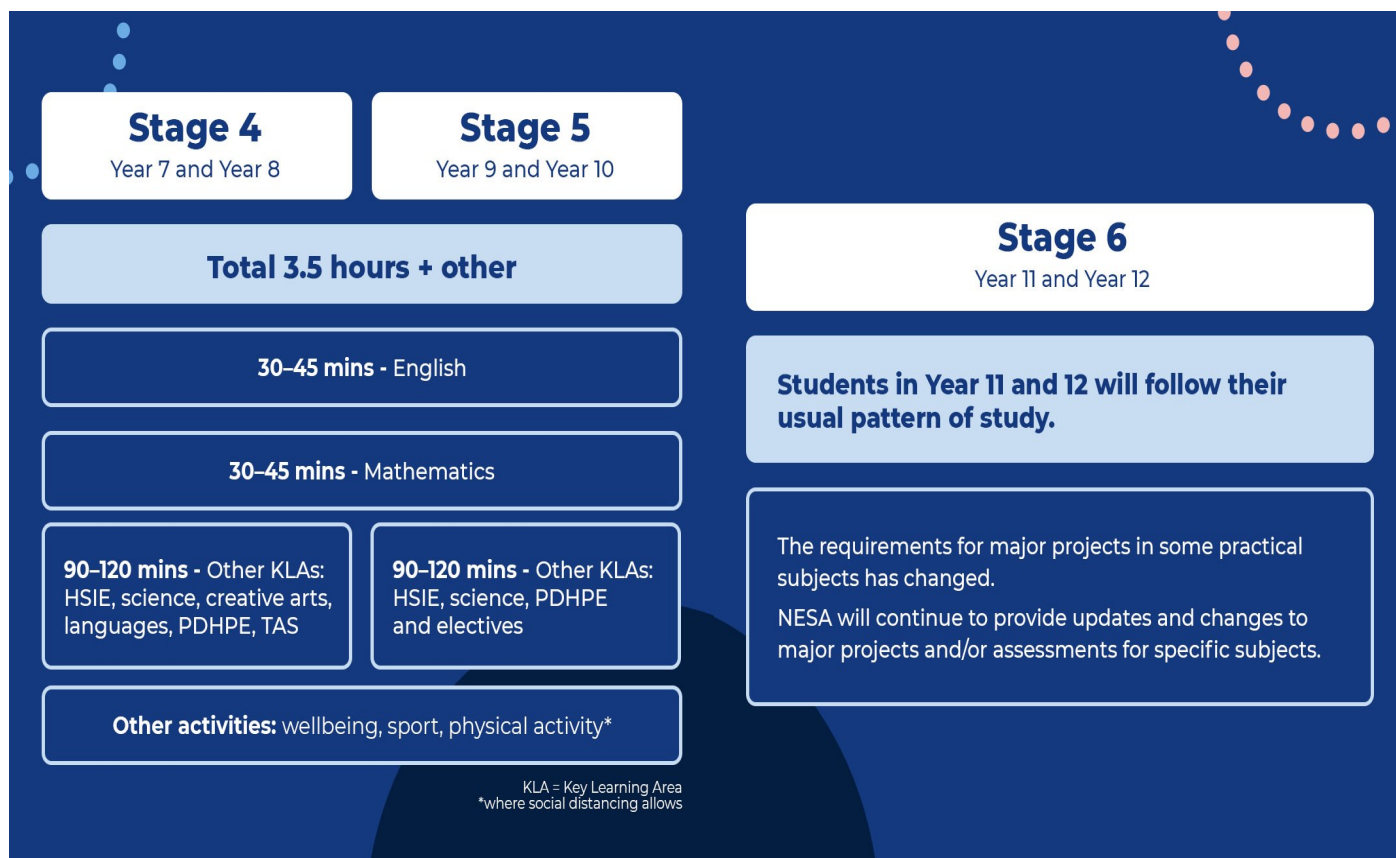 Stage 4
Year 7 and Year 8
Stage 5
Year 9 and Year 10
Total 3.5 hours + other
30–45 mins - English
30–45 mins - Mathematics
90–120 mins - Other KLAs:
HSIE, science, creative arts,
languages, PDHPE, TAS
90–120 mins - Other KLAs:
HSIE, science, PDHPE
and electives
Other activities: wellbeing, sport, physical activity*
KLA = Key Learning Area
*where social distancing allows
Stage 6
Year 11 and Year 12
Students in Year 11 and 12 will follow their
usual pattern of study.
The requirements for major projects in some practical
subjects has changed.
NESA will continue to provide updates and changes to
major projects and/or assessments for specific subjects.